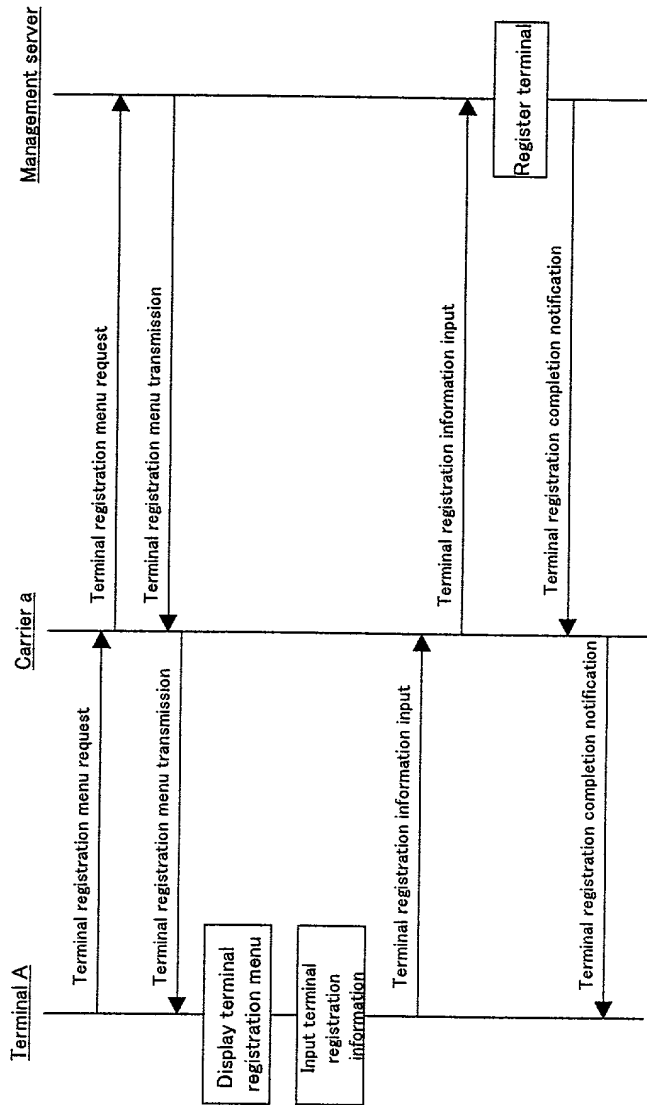 Terminal A
Carrier a
Management server
Terminal registration menu request
Terminal registration menu request
Terminal registration menu transmission
Terminal registration menu transmission
Display terminal
registration menu
Input terminal
registration
information
Terminal registration information input
Terminal registration information input
Register terminal
Terminal registration completion notification
Terminal registration completion notification